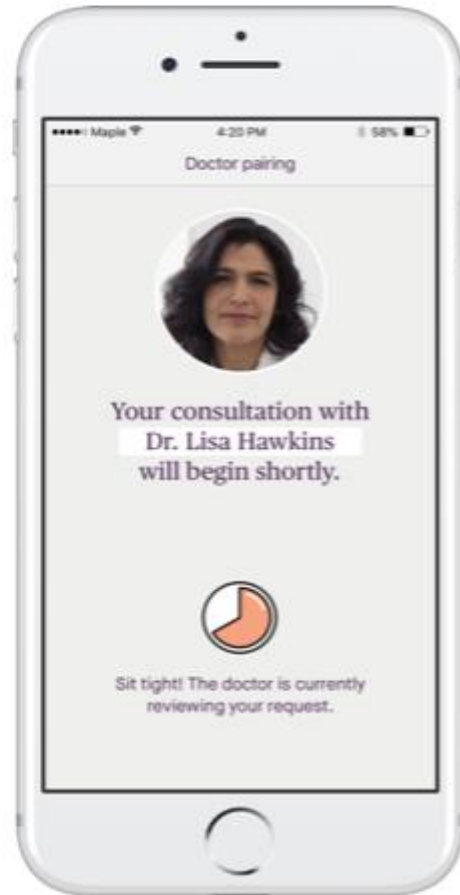 Maple 4:20 PM 58%
Doctor pairing
Your consultation with
Dr. Lisa Hawkins
will begin shortly.
Sit tight! The doctor is currently
reviewing your request.